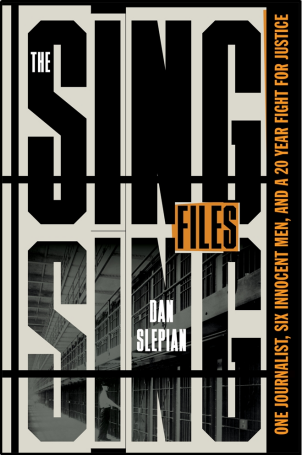 THE
SING
SING
FILES
DAN
SLEPIAN
ONE JOURNALIST, SIX INNOCENT MEN, AND A 20 YEAR FIGHT FOR JUSTICE